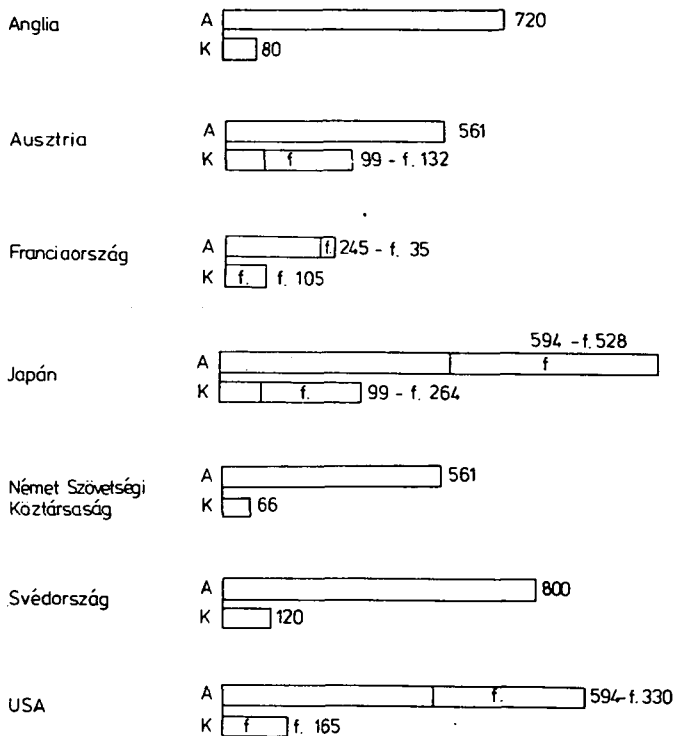 Anglia A 720
K 80
Ausztria A 561
K f 99 - f. 132
Franciaország A f. 245 - f. 35
K f. f. 105
594 - f. 528
Japán A f
K f. 99 - f. 264
Német Szövetségi A 561
Köztársaság K 66
Svédország A 800
K 120
USA A f. 594 - f. 330
K f f. 165